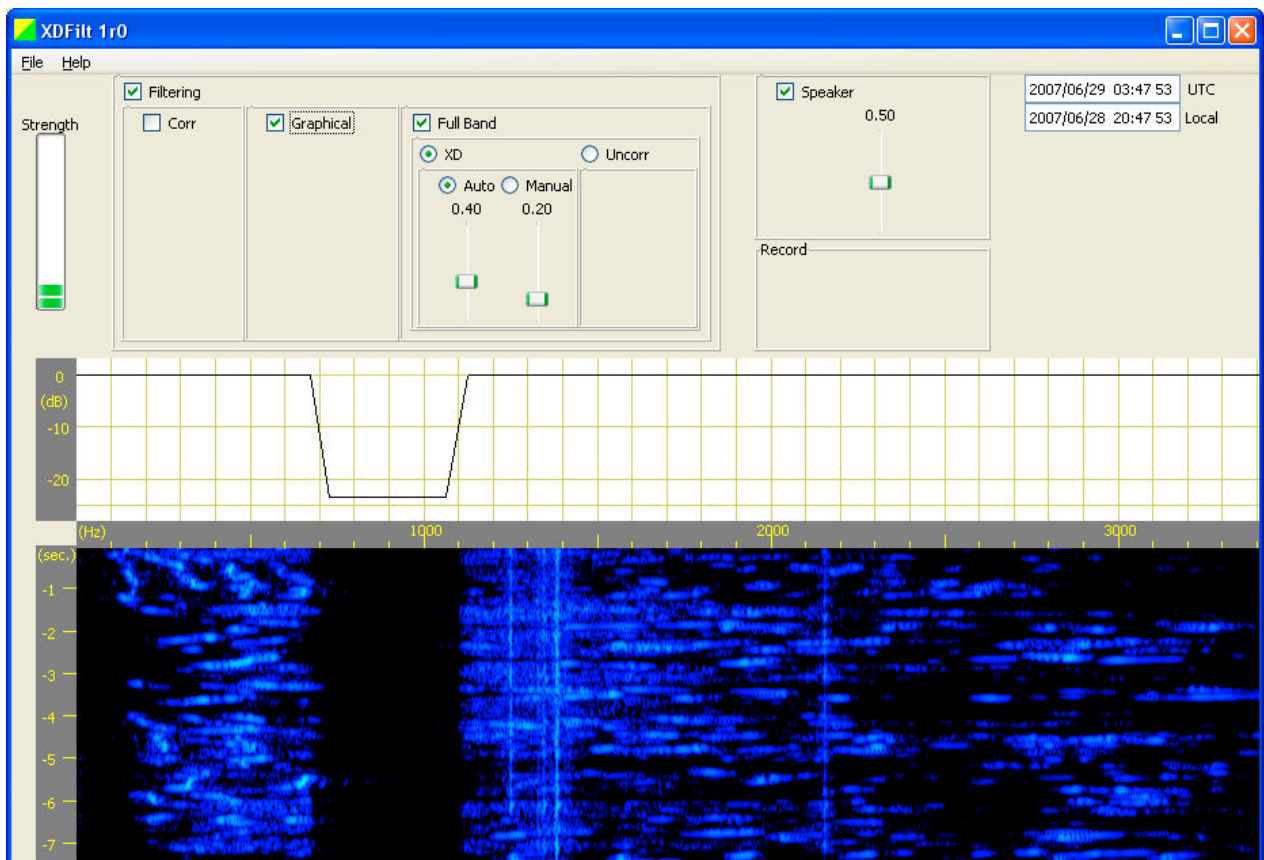 XDFilt 1r0
File Help
Filtering
Speaker
2007/06/29 03:47 53 UTC
Strength
Corr
Graphical
Full Band
0.50
2007/06/28 20:47 53 Local
XD
Uncorr
Auto
Manual
0.40
0.20
Record
0
(dB)
-10
-20
(Hz)
1000
2000
3000
(sec.)
-1
-2
-3
-4
-5
-6
-7